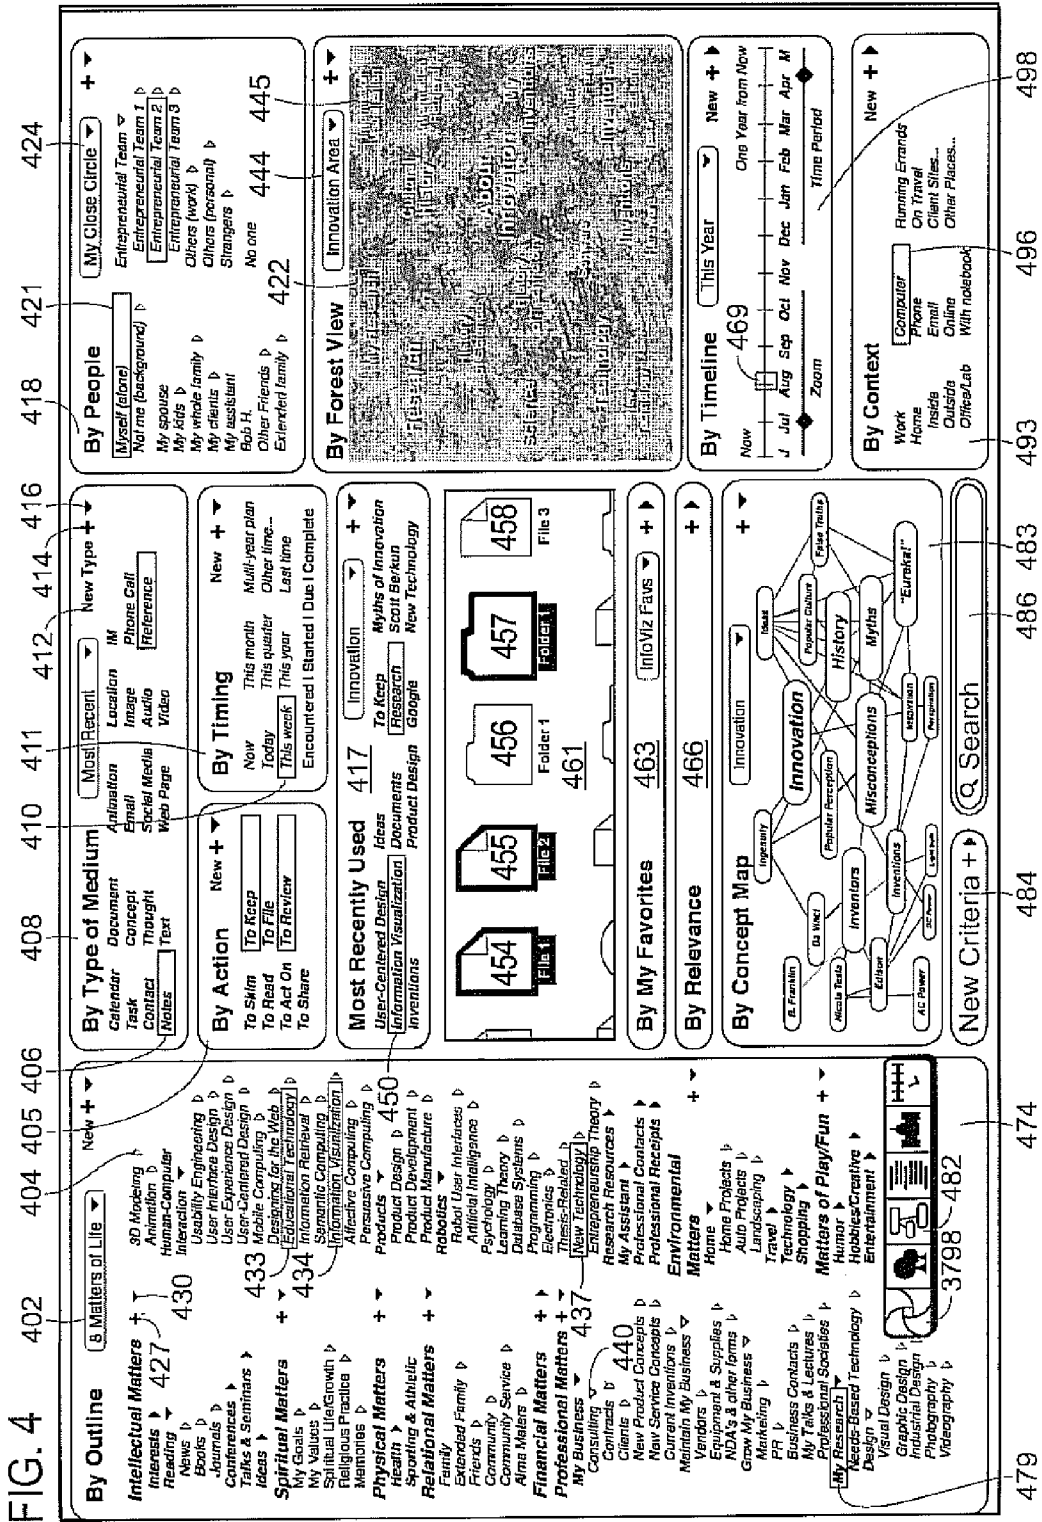 FIG. 4
402
404
405
406
408
410
411
412
414
416
418
421
422
424
444
445
By Outline
8 Matters of Life
New +
Intellectual Matters +
Interests
Reading
News
Books
Journals
Conferences
Talks & Seminars
Ideas
Spiritual Matters +
My Goals
My Values
Spiritual Life/Growth
Religious Practice
Memories
Physical Matters +
Health
Sporting & Athletic
Relational Matters +
Family
Extended Family
Friends
Community
Community Service
Alma Maters
Financial Matters +
Professional Matters +
My Business
Consulting
Contracts
Clients
New Product Concepts
New Service Concepts
Current Inventions
Maintain My Business
Vendors
Equipment & Supplies
NDA's & other forms
Grow My Business
Marketing
PR
Business Contacts
My Talks & Lectures
Professional Societies
My Research
Needs-Based Technology
Design
Visual Design
Graphic Design
Industrial Design
Photography
Videography
427
430
433
434
437
440
3D Modeling
Animation
Human-Computer
Interaction
Usability Engineering
User Interface Design
User Experience Design
User-Centered Design
Mobile Computing
Designing for the Web
Educational Technology
Information Retrieval
Semantic Computing
Information Visualization
Affective Computing
Persuasive Computing
Products
Product Design
Product Development
Product Manufacture
Robotics
Robot User Interfaces
Artificial Intelligence
Psychology
Learning Theory
Database Systems
Programing
Electronics
Thesis-Related
New Technology
Entrepreneurship Theory
Research Resources
My Assistant
Professional Contacts
Professional Receipts
Environmental
Matters +
Home
Home Projects
Auto Projects
Landscaping
Travel
Technology
Shopping
Matters of Play/Fun +
Humor
Hobbies/Creative
Entertainment
3798
482
479
474
By Type of Medium
Most Recent
New Type +
Calendar
Task
Contact
Notes
Document
Concept
Thought
Text
Animation
Email
Social Media
Web Page
Location
Image
Audio
Video
IM
Phone Call
Reference
By Action
New +
To Skim
To Read
To Act On
To Share
To Keep
To File
To Review
By Timing
New +
Now
Today
This week
This month
This quarter
This year
Multi-year plan
Other time...
Last time
Encountered I Started I Due I Complete
Most Recently Used
417
Innovation
+
User-Centered Design
Information Visualization
Inventions
Ideas
Documents
Product Design
To Keep
Research
Google
Myths of Innovation
Scott Berkun
New Technology
450
454
File 1
455
File 2
456
Folder 1
457
458
File 3
461
By My Favorites
463
InfoViz Favs
+
By Relevance
466
+
By Concept Map
Innovation
+
B. Franklin
Nicola Tesla
AC Power
Da Vinci
Edison
DC Power
Inventors
Inventions
Ingenuity
Popular Perception
Innovation
Misconceptions
Ideas
Popular Culture
History
Myths
False Truths
"Eureka!"
Inspiration
Perspiration
New Criteria +
Search
484
486
483
By People
My Close Circle
+
Myself (alone)
Not me (background)
My spouse
My kids
My whole family
My clients
My assistant
Bob H.
Other Friends
Extended family
Entrepreneurial Team
Entrepreneurial Team 1
Entrepreneurial Team 2
Entrepreneurial Team 3
Others (work)
Others (personal)
Strangers
No one
By Forest View
Innovation Area
+
About
Innovation
By Timeline
This Year
New +
469
Now
One Year from Now
J Jul Aug Sep Oct Nov Dec Jan Feb Mar Apr M
Zoom
Time Period
By Context
New +
Work
Home
Inside
Outside
Office/Lab
Computer
Phone
Email
Online
With notebook
Running Errands
On Travel
Client Sites...
Other Places...
493
496
498